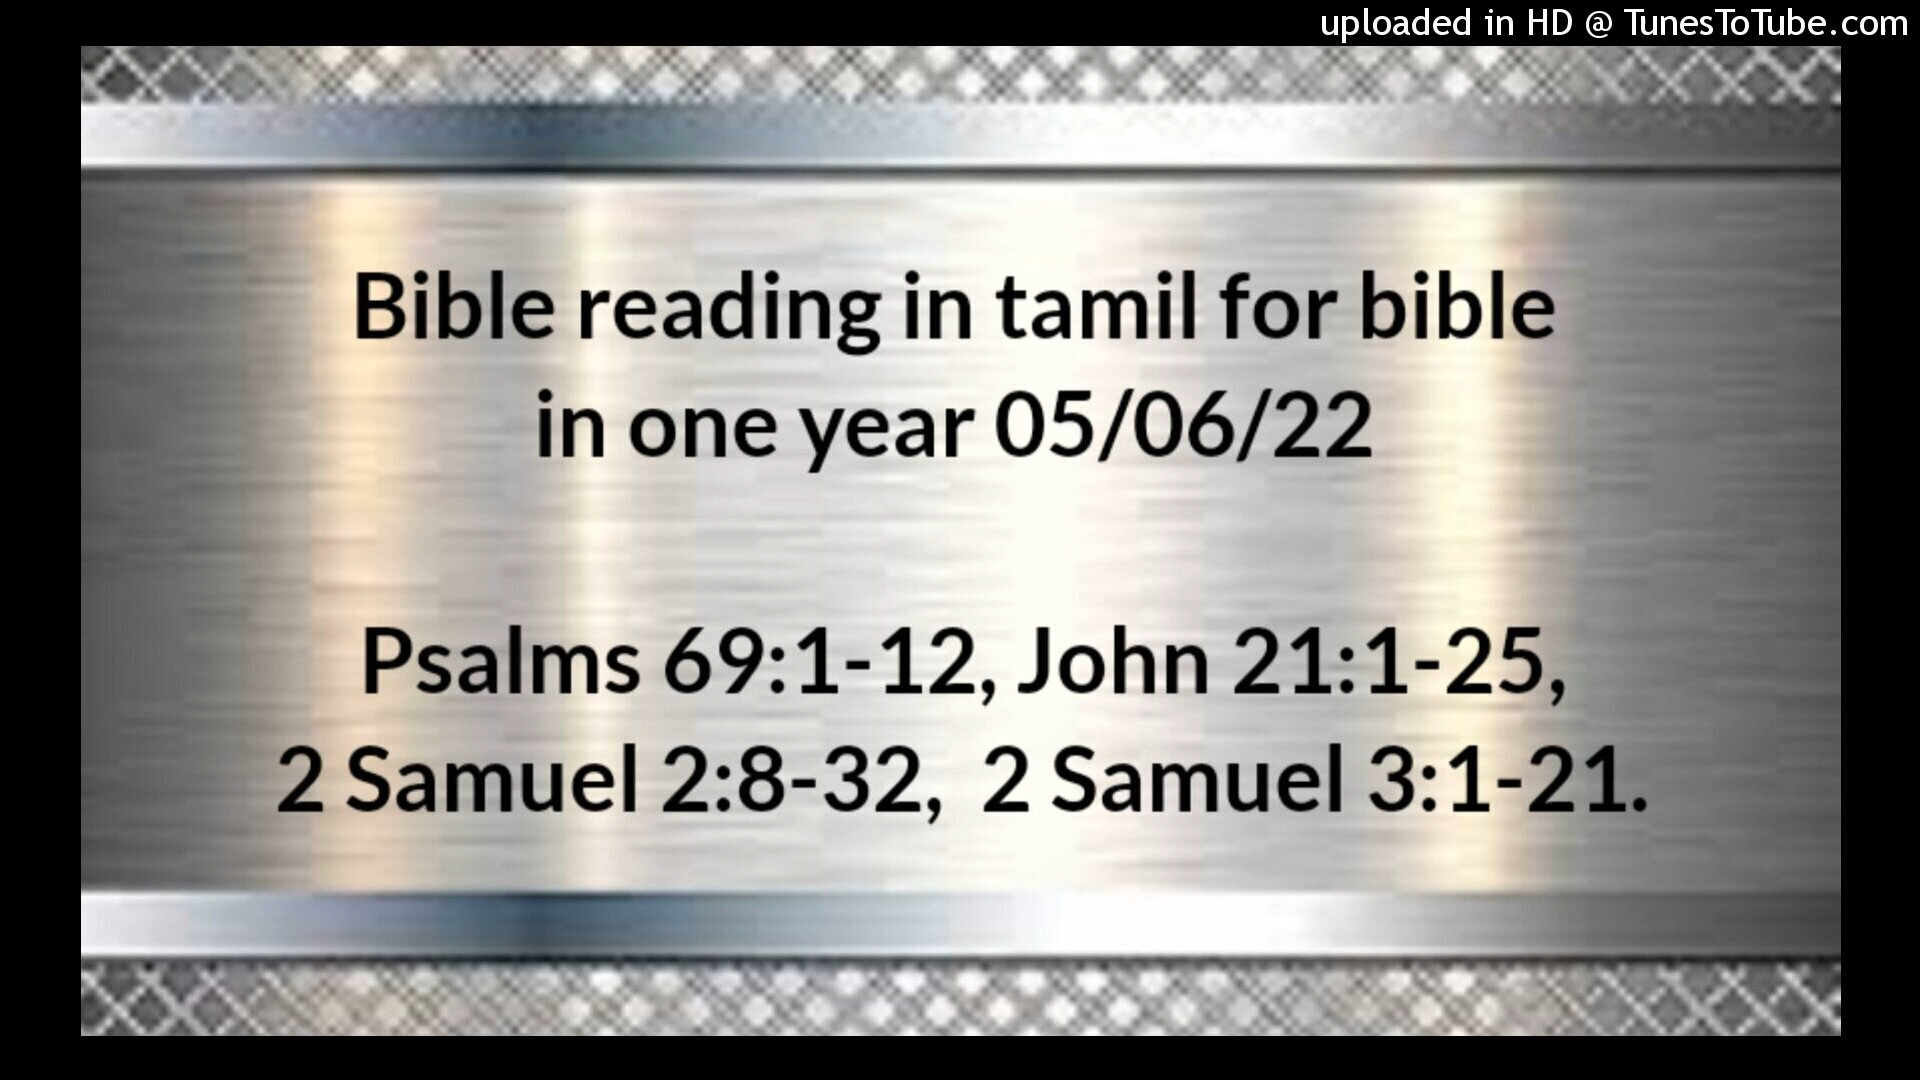 uploaded in HD @ TunesToTube.com
Bible reading in tamil for bible
in one year 05/06/22
Psalms 69:1-12, John 21:1-25,
2 Samuel 2:8-32, 2 Samuel 3:1-21.